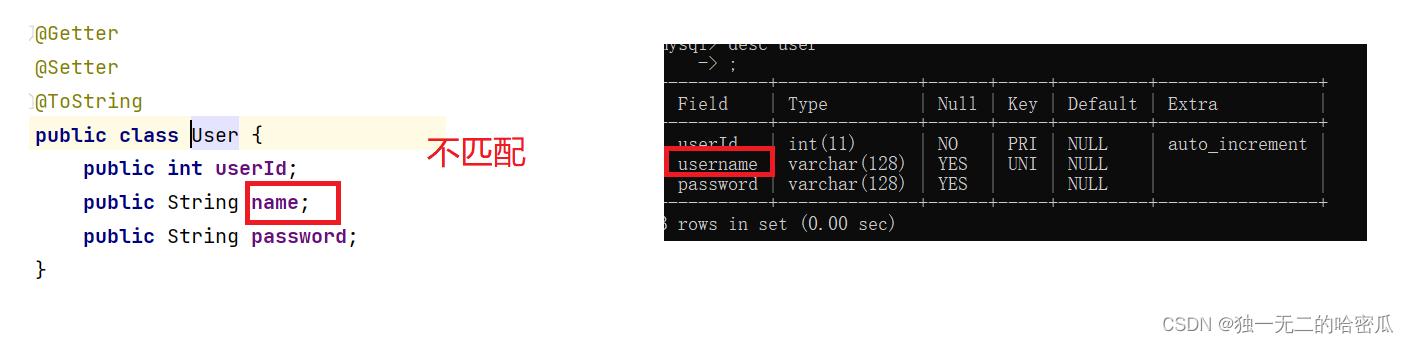 @Getter
@Setter
@ToString
public class User {
public int userId;
public String name;
public String password;
}
不匹配
mysql> desc user
-> ;
Field | Type | Null | Key | Default | Extra |
userId | int(11) | NO | PRI | NULL | auto_increment |
username | varchar(128) | YES | UNI | NULL | |
password | varchar(128) | YES | | NULL | |
3 rows in set (0.00 sec)
CSDN @独一无二的哈密瓜